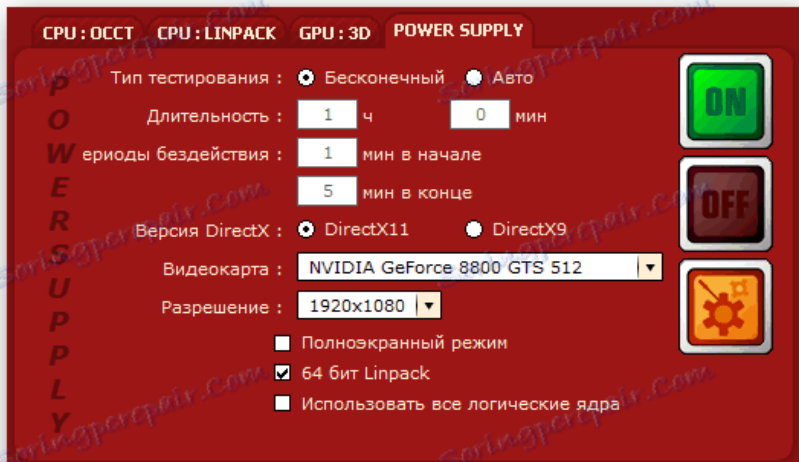 CPU:OCCT CPU:LINPACK GPU:3D POWER SUPPLY
Тип тестирования : Бесконечный Авто
Длительность : 1 ч 0 мин
ериоды бездействия : 1 мин в начале
5 мин в конце
Версия DirectX : DirectX11 DirectX9
Видеокарта : NVIDIA GeForce 8800 GTS 512
Разрешение : 1920x1080
Полноэкранный режим
64 бит Linpack
Использовать все логические ядра
POWER SUPPLY
ON
OFF